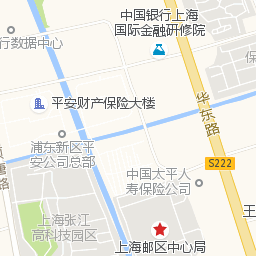 中国银行上海
国际金融研修院
行数据中心
保
华东路
平安财产保险大楼
浦东新区平
安公司总部
S222
中国太平人
寿保险公司
路
王
上海张江
高科技园区
上海邮区中心局